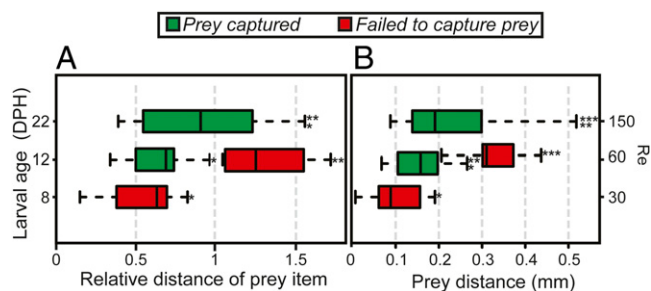 Prey captured Failed to capture prey
A B
Larval age (DPH)
22
12
8
**
*
*
**
*
0 0.5 1 1.5
Relative distance of prey item
***
**
**
*
***
*
150
60
30
Re
0.1 0.2 0.3 0.4 0.5
Prey distance (mm)